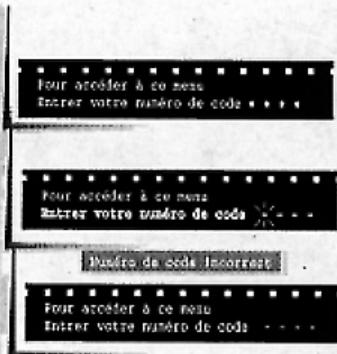 Pour accéder à ce menu
Entrer votre numéro de code * * * *
Pour accéder à ce menu
Entrer votre numéro de code * - - -
Numéro de code incorrect
Pour accéder à ce menu
Entrer votre numéro de code - - - -